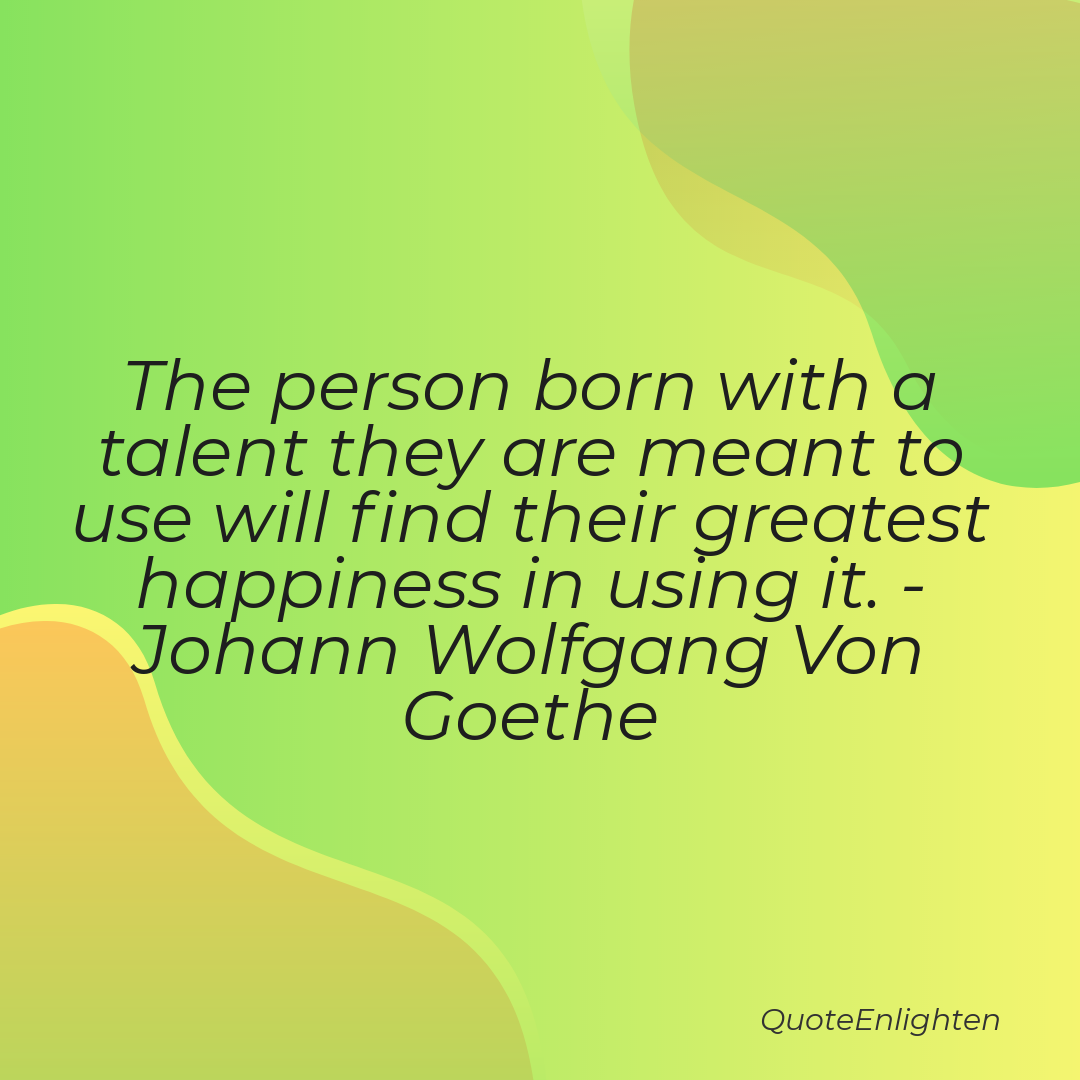 The person born with a
talent they are meant to
use will find their greatest
happiness in using it. -
Johann Wolfgang Von
Goethe
QuoteEnlighten